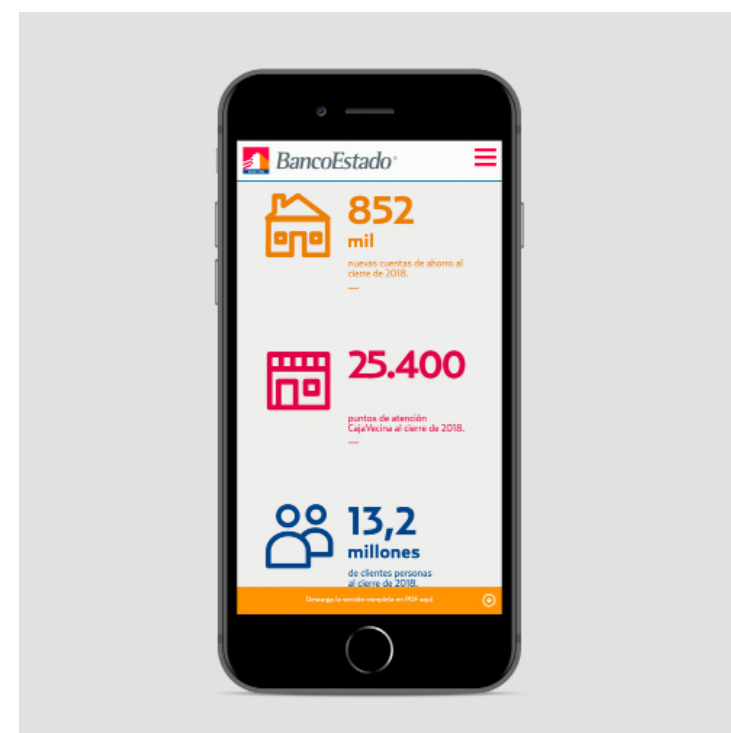 BancoEstado®
852
mil
nuevas cuentas de ahorro al
cierre de 2018.
25.400
puntos de atención
CajaVecina al cierre de 2018.
13,2
millones
de clientes personas
al cierre de 2018.
Descarga la versión completa en PDF aquí